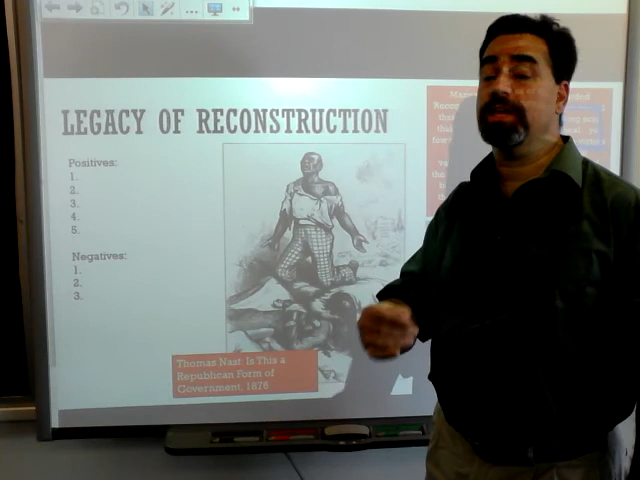 LEGACY OF RECONSTRUCTION
Positives:
1.
2.
3.
4.
5.
Negatives:
1.
2.
3.
Thomas Nast: Is This a
Republican Form of
Government, 1876